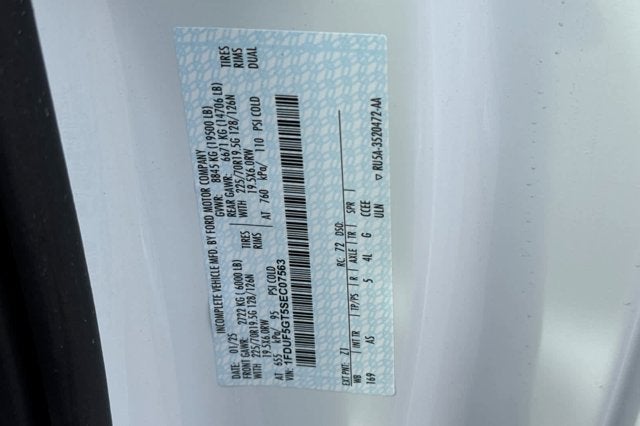 INCOMPLETE VEHICLE MFD. BY FORD MOTOR COMPANY
DATE: 01/25 GVWR: 8845 KG (19500 LB)
FRONT GAWR: 2722 KG (6000 LB) REAR GAWR: 6671 KG (14706 LB)
225/70R19.5G 128/126N TIRES WITH 225/70R19.5G 128/126N TIRES
19.5X6.0RW RIMS 19.5X6.0RW RIMS
AT 655 kPa/ 95 PSI COLD AT 760 kPa/ 110 PSI COLD DUAL
VIN: 1FDUF5GT5SEC07563
EXT PNT: Z1 RC: 72 DSO:
WB INT TR TP/PS R AXLE TR SPR
169 A5 5 4L G CCEE
ULN ▽ RU5A-3520472-AA